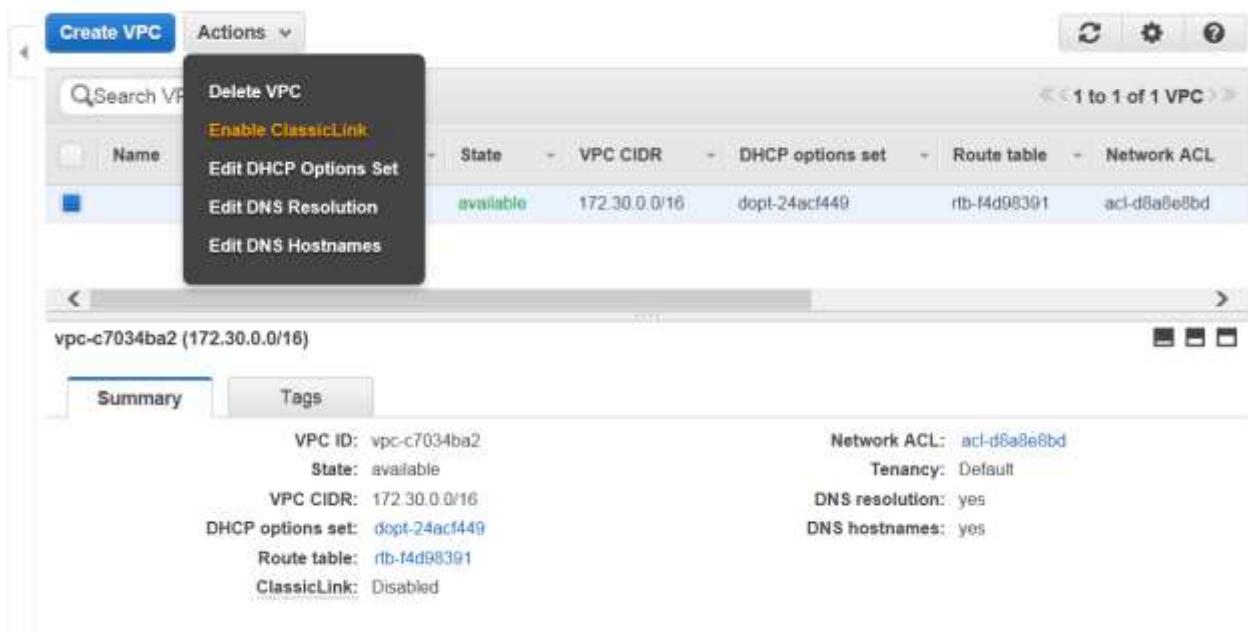 Create VPC Actions
Delete VPC
Search VP 1 to 1 of 1 VPC
Enable ClassicLink
Name State VPC CIDR DHCP options set Route table Network ACL
Edit DHCP Options Set
Edit DNS Resolution
available 172.30.0.0/16 dopt-24acf449 rtb-f4d98391 acl-d8a8e8bd
Edit DNS Hostnames
vpc-c7034ba2 (172.30.0.0/16)
Summary Tags
VPC ID: vpc-c7034ba2 Network ACL: acl-d8a8e8bd
State: available Tenancy: Default
VPC CIDR: 172.30.0.0/16 DNS resolution: yes
DHCP options set: dopt-24acf449 DNS hostnames: yes
Route table: rtb-f4d98391
ClassicLink: Disabled